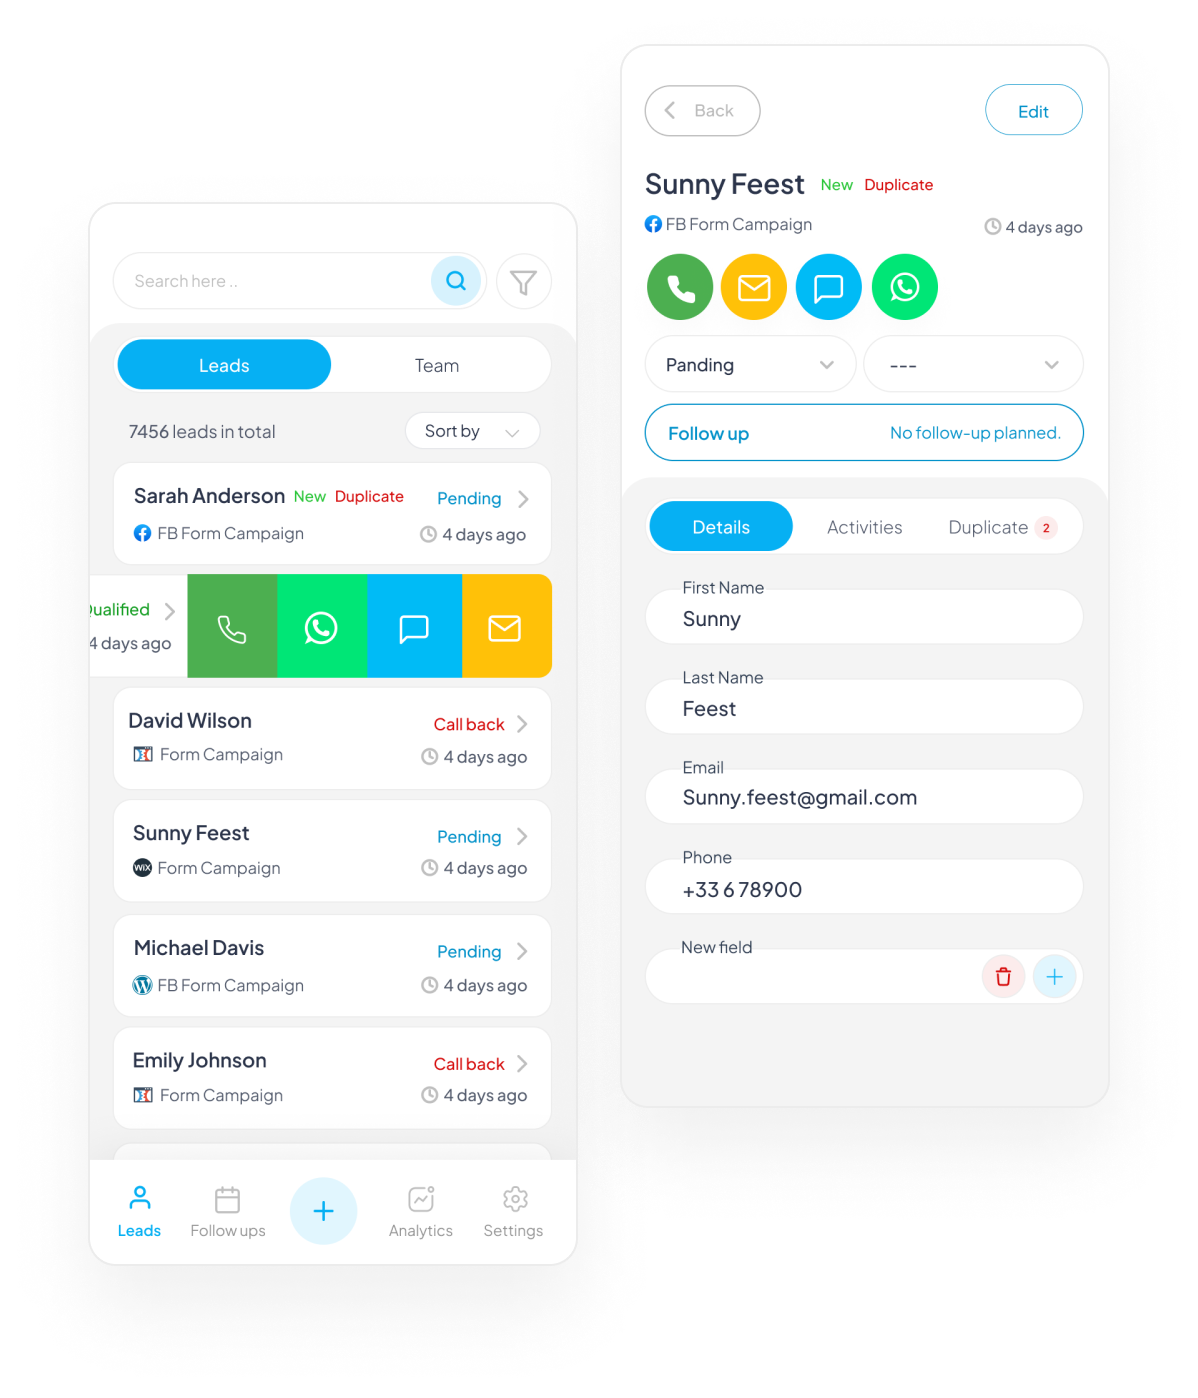 Search here ..
Leads
Team
7456 leads in total
Sort by
Sarah Anderson New Duplicate Pending
FB Form Campaign 4 days ago
Qualified
4 days ago
David Wilson Call back
Form Campaign 4 days ago
Sunny Feest Pending
WiX Form Campaign 4 days ago
Michael Davis Pending
FB Form Campaign 4 days ago
Emily Johnson Call back
Form Campaign 4 days ago
Leads Follow ups Analytics Settings
Back
Edit
Sunny Feest New Duplicate
FB Form Campaign 4 days ago
Panding ---
Follow up No follow-up planned.
Details Activities Duplicate 2
First Name
Sunny
Last Name
Feest
Email
Sunny.feest@gmail.com
Phone
+33 6 78900
New field